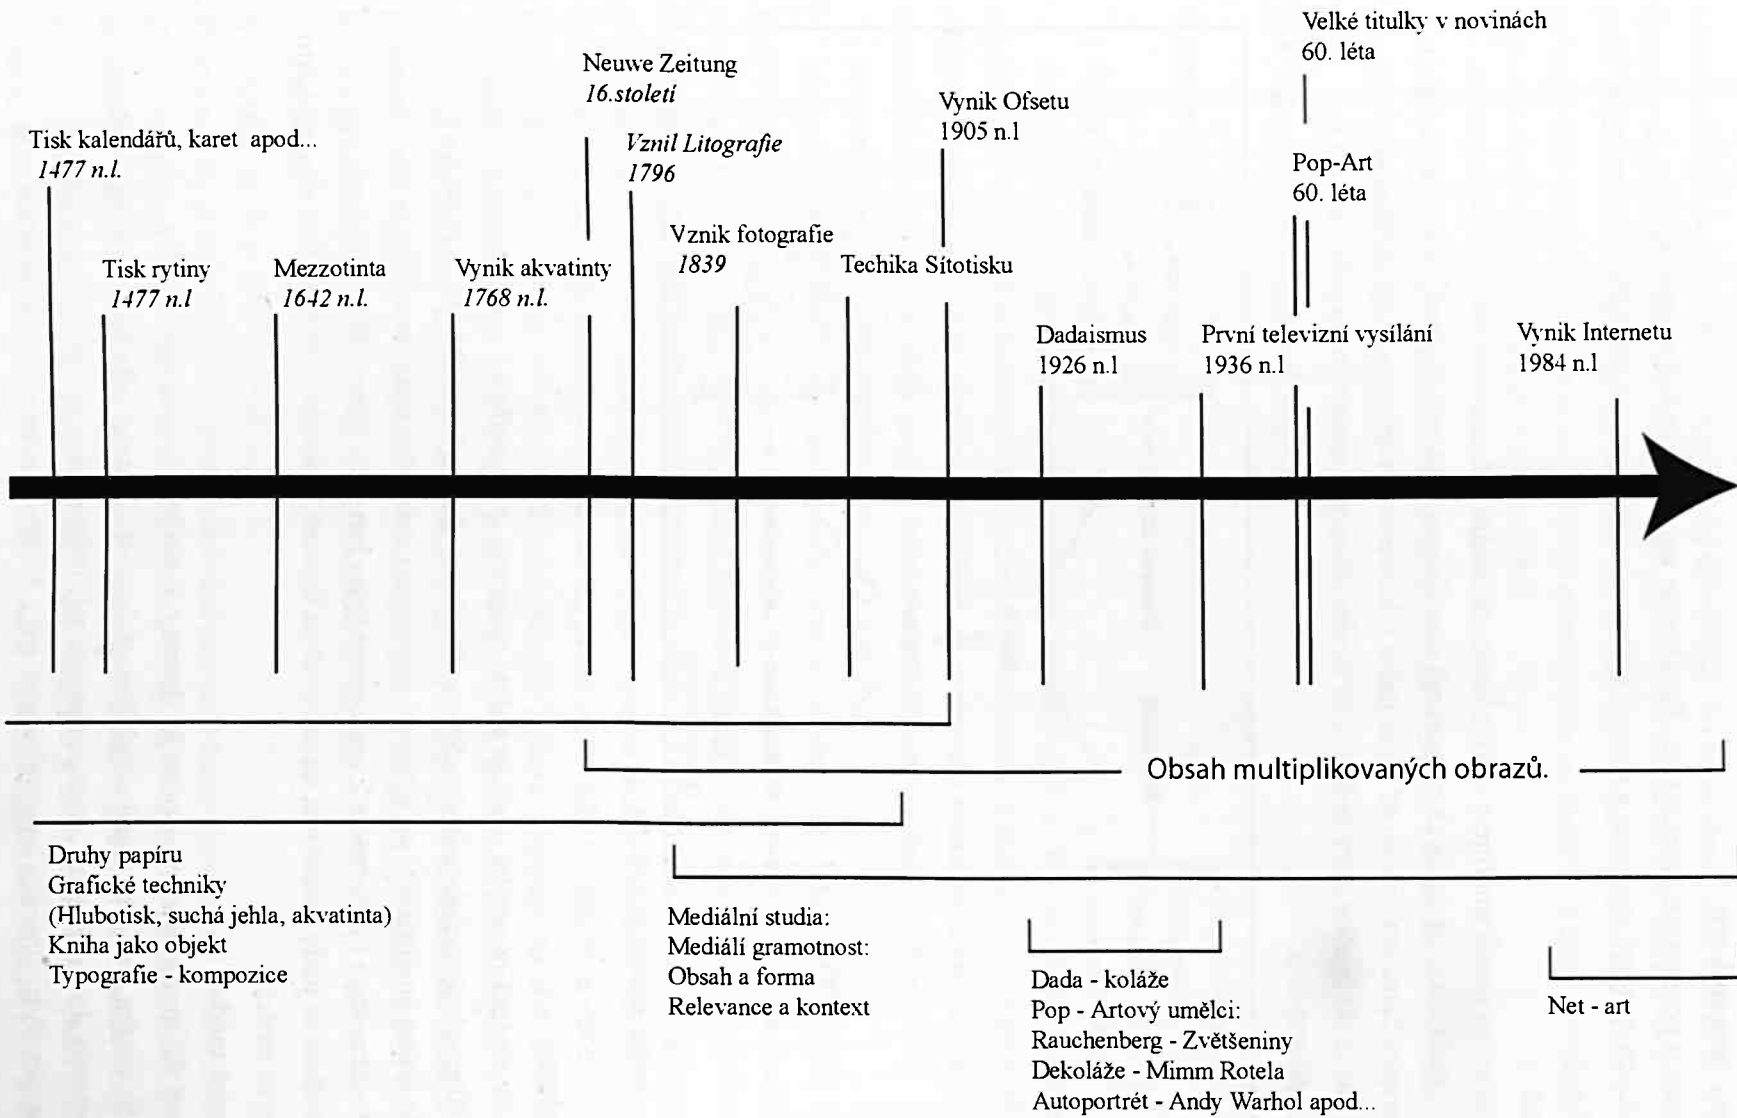 Velké titulky v novinách
60. léta
Neuwe Zeitung
16.století
Vynik Ofsetu
1905 n.l
Tisk kalendářů, karet apod...
1477 n.l.
Vznil Litografie
1796
Pop-Art
60. léta
Vznik fotografie
1839
Techika Sítotisku
Tisk rytiny
1477 n.l
Mezzotinta
1642 n.l.
Vynik akvatinty
1768 n.l.
Dadaismus
1926 n.l
První televizní vysílání
1936 n.l
Vynik Internetu
1984 n.l
Obsah multiplikovaných obrazů.
Druhy papíru
Grafické techniky
(Hlubotisk, suchá jehla, akvatinta)
Kniha jako objekt
Typografie - kompozice
Mediální studia:
Mediálí gramotnost:
Obsah a forma
Relevance a kontext
Dada - koláže
Pop - Artový umělci:
Rauchenberg - Zvětšeniny
Dekoláže - Mimm Rotela
Autoportrét - Andy Warhol apod...
Net - art